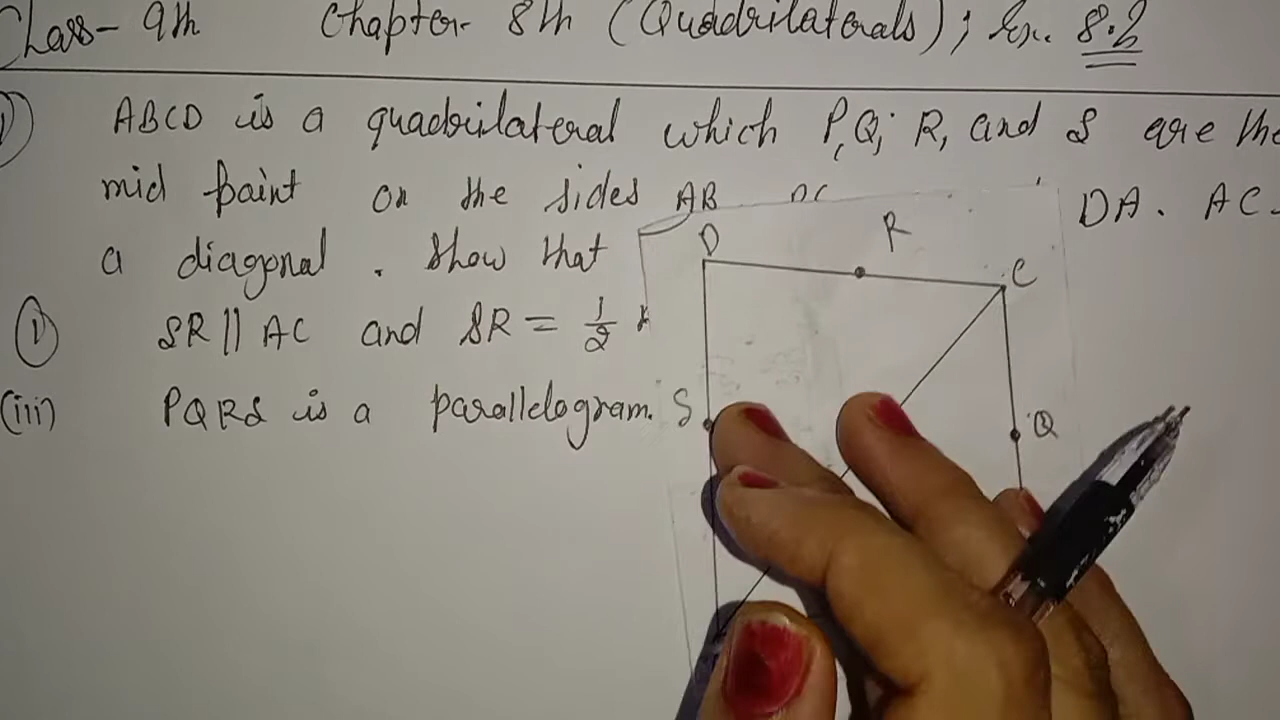 Class- 9th Chapter- 8th (Quadrilaterals); Ex. 8.2
ABCD is a quadrilateral which P, Q, R, and S are the
mid paint on the sides AB DA. AC
a diagonal. Show that
(i) SR || AC and SR = 1/2
(iii) PQRS is a parallelogram.
D R C
S Q